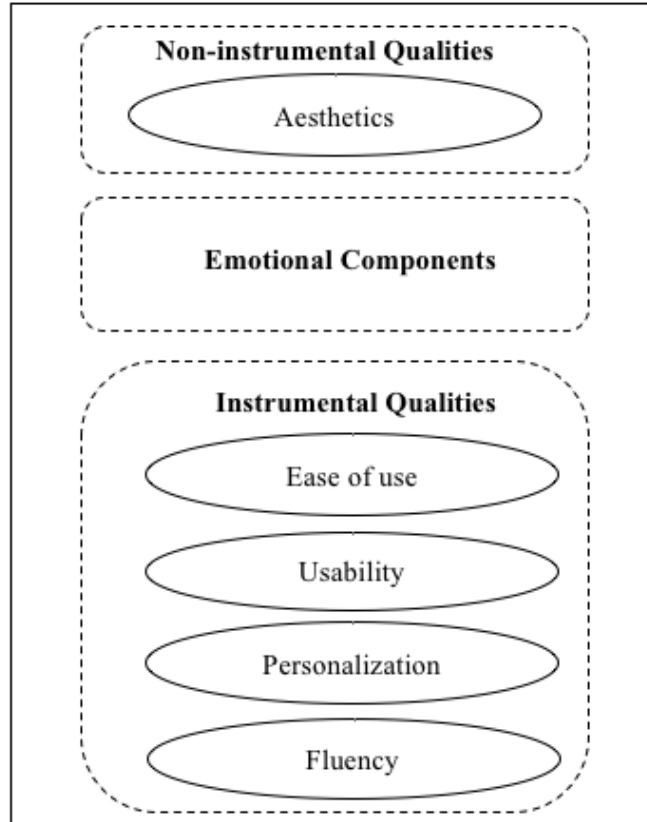 Non-instrumental Qualities
Aesthetics
Emotional Components
Instrumental Qualities
Ease of use
Usability
Personalization
Fluency